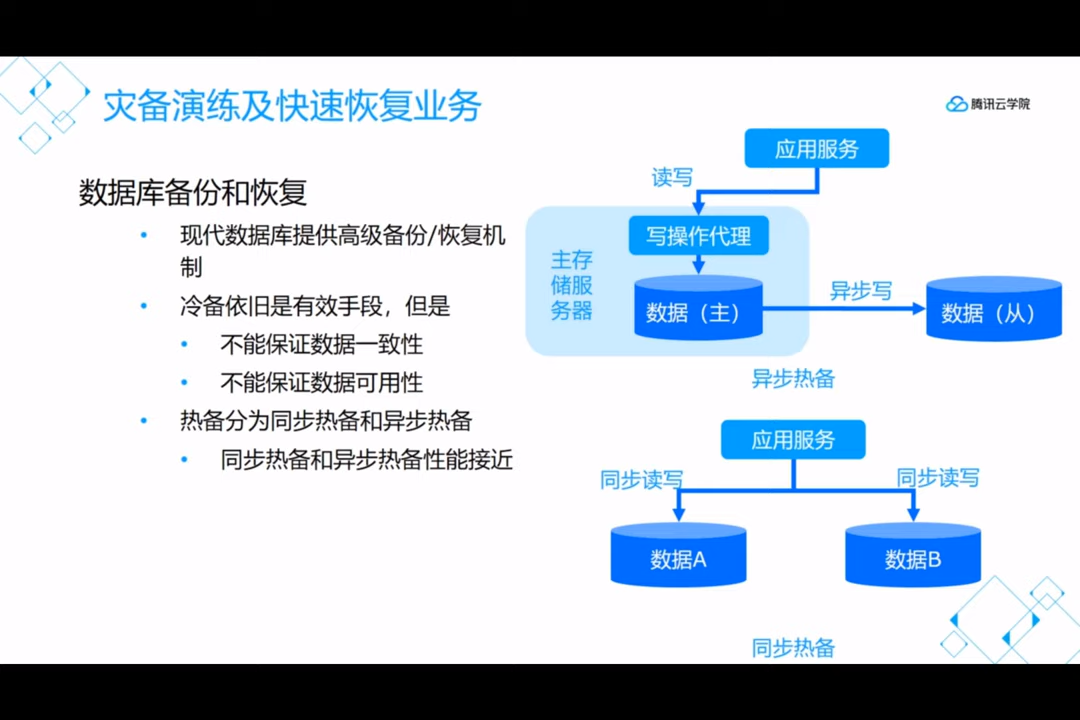 灾备演练及快速恢复业务
腾讯云学院
数据库备份和恢复
• 现代数据库提供高级备份/恢复机
制
• 冷备依旧是有效手段，但是
• 不能保证数据一致性
• 不能保证数据可用性
• 热备分为同步热备和异步热备
• 同步热备和异步热备性能接近
应用服务
读写
写操作代理
主存
储服
务器
数据（主）
异步写
数据（从）
异步热备
应用服务
同步读写
同步读写
数据A
数据B
同步热备